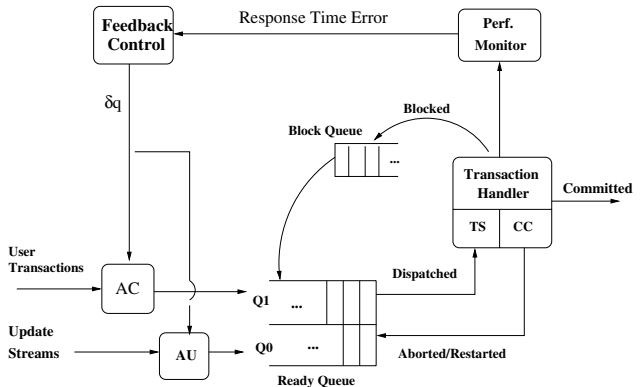 Feedback
Control
Response Time Error
Perf.
Monitor
δq
Blocked
Block Queue
...
Transaction
Handler
Committed
TS
CC
User
Transactions
AC
Dispatched
Q1
...
Update
Streams
AU
Q0
...
Aborted/Restarted
Ready Queue